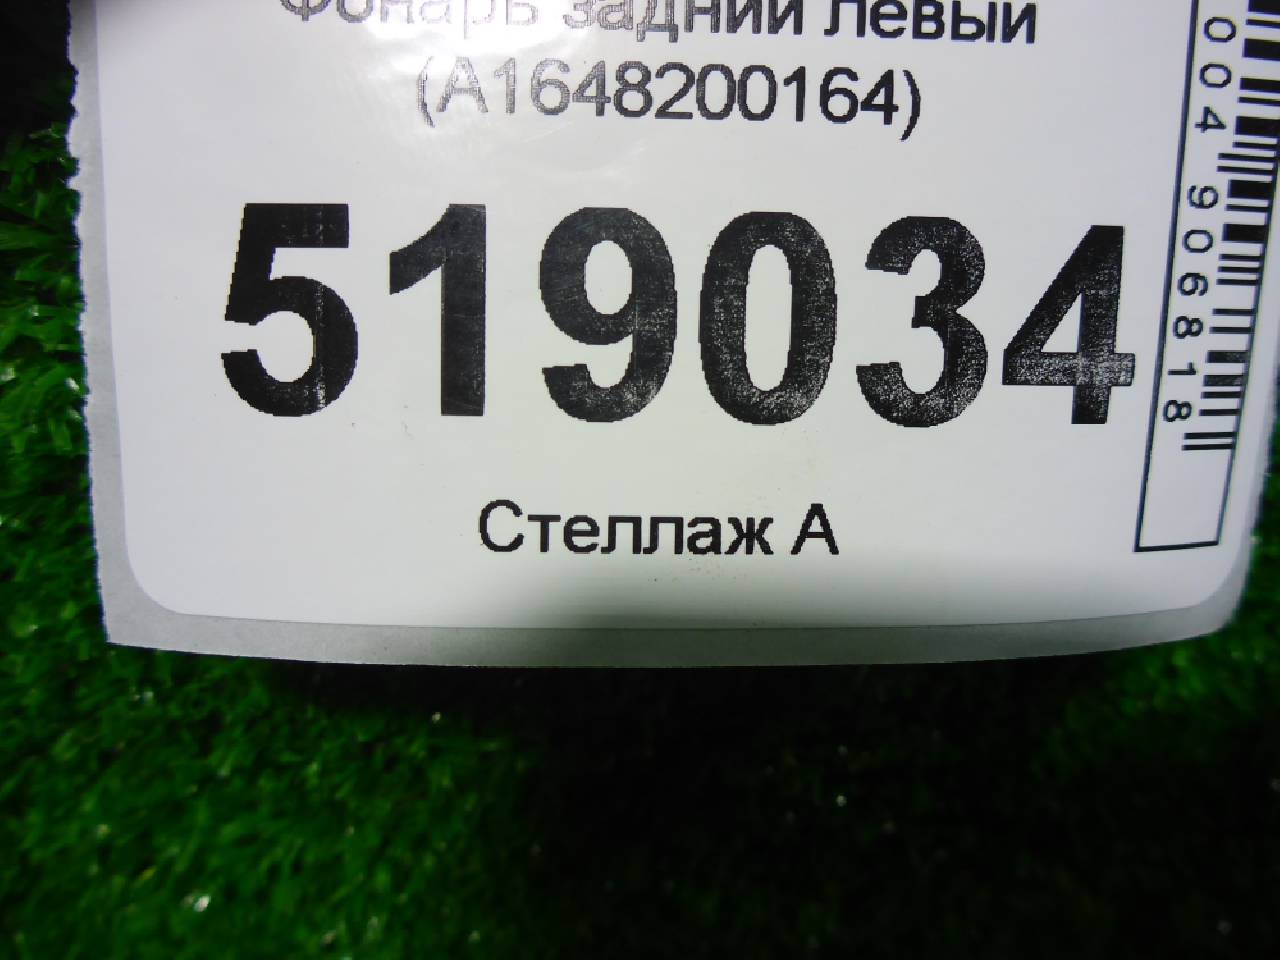 Фонарь задний левый
(A1648200164)
519034
Стеллаж А
004 906818